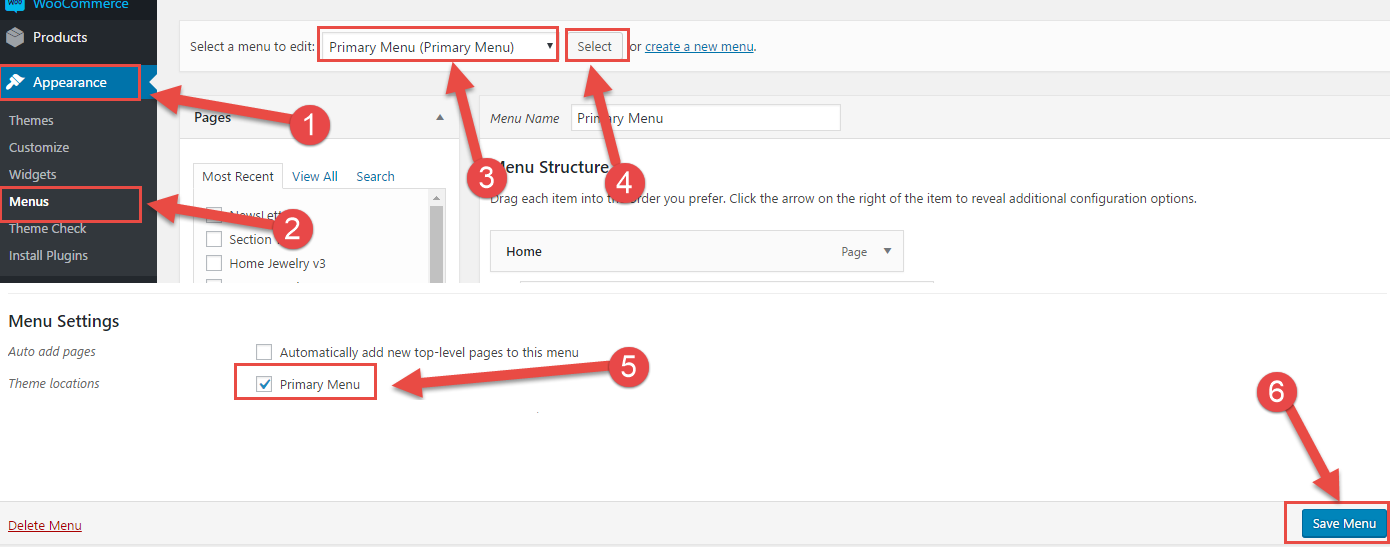 WooCommerce
Products
Appearance
Themes
Customize
Widgets
Menus
Theme Check
Install Plugins
1
2
Select a menu to edit: Primary Menu (Primary Menu) Select or create a new menu.
3
4
Pages
Most Recent View All Search
Section
Home Jewelry v3
Menu Name Primary Menu
Menu Structure
Drag each item into the order you prefer. Click the arrow on the right of the item to reveal additional configuration options.
Home Page
Menu Settings
Auto add pages Automatically add new top-level pages to this menu
Theme locations Primary Menu
5
6
Delete Menu Save Menu